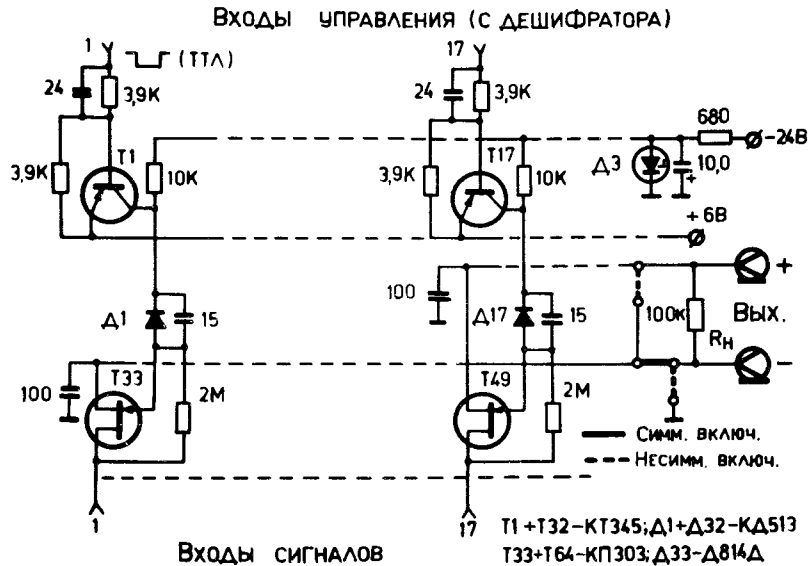 Входы управления (с дешифратора)
1
(ТТЛ)
17
24
3,9К
24
3,9К
680
-24В
Т1
Т17
Д3
10,0
+
3,9К
10К
3,9К
10К
+ 6В
+
100
Д1
15
Д17
15
100к
Вых.
Rн
-
100
Т33
2М
Т49
2М
Симм. включ.
Несимм. включ.
1
17
Т1÷Т32-КТ345; Д1÷Д32-КД513
Входы сигналов
Т33÷Т64-КП303; Д33-Д814Д